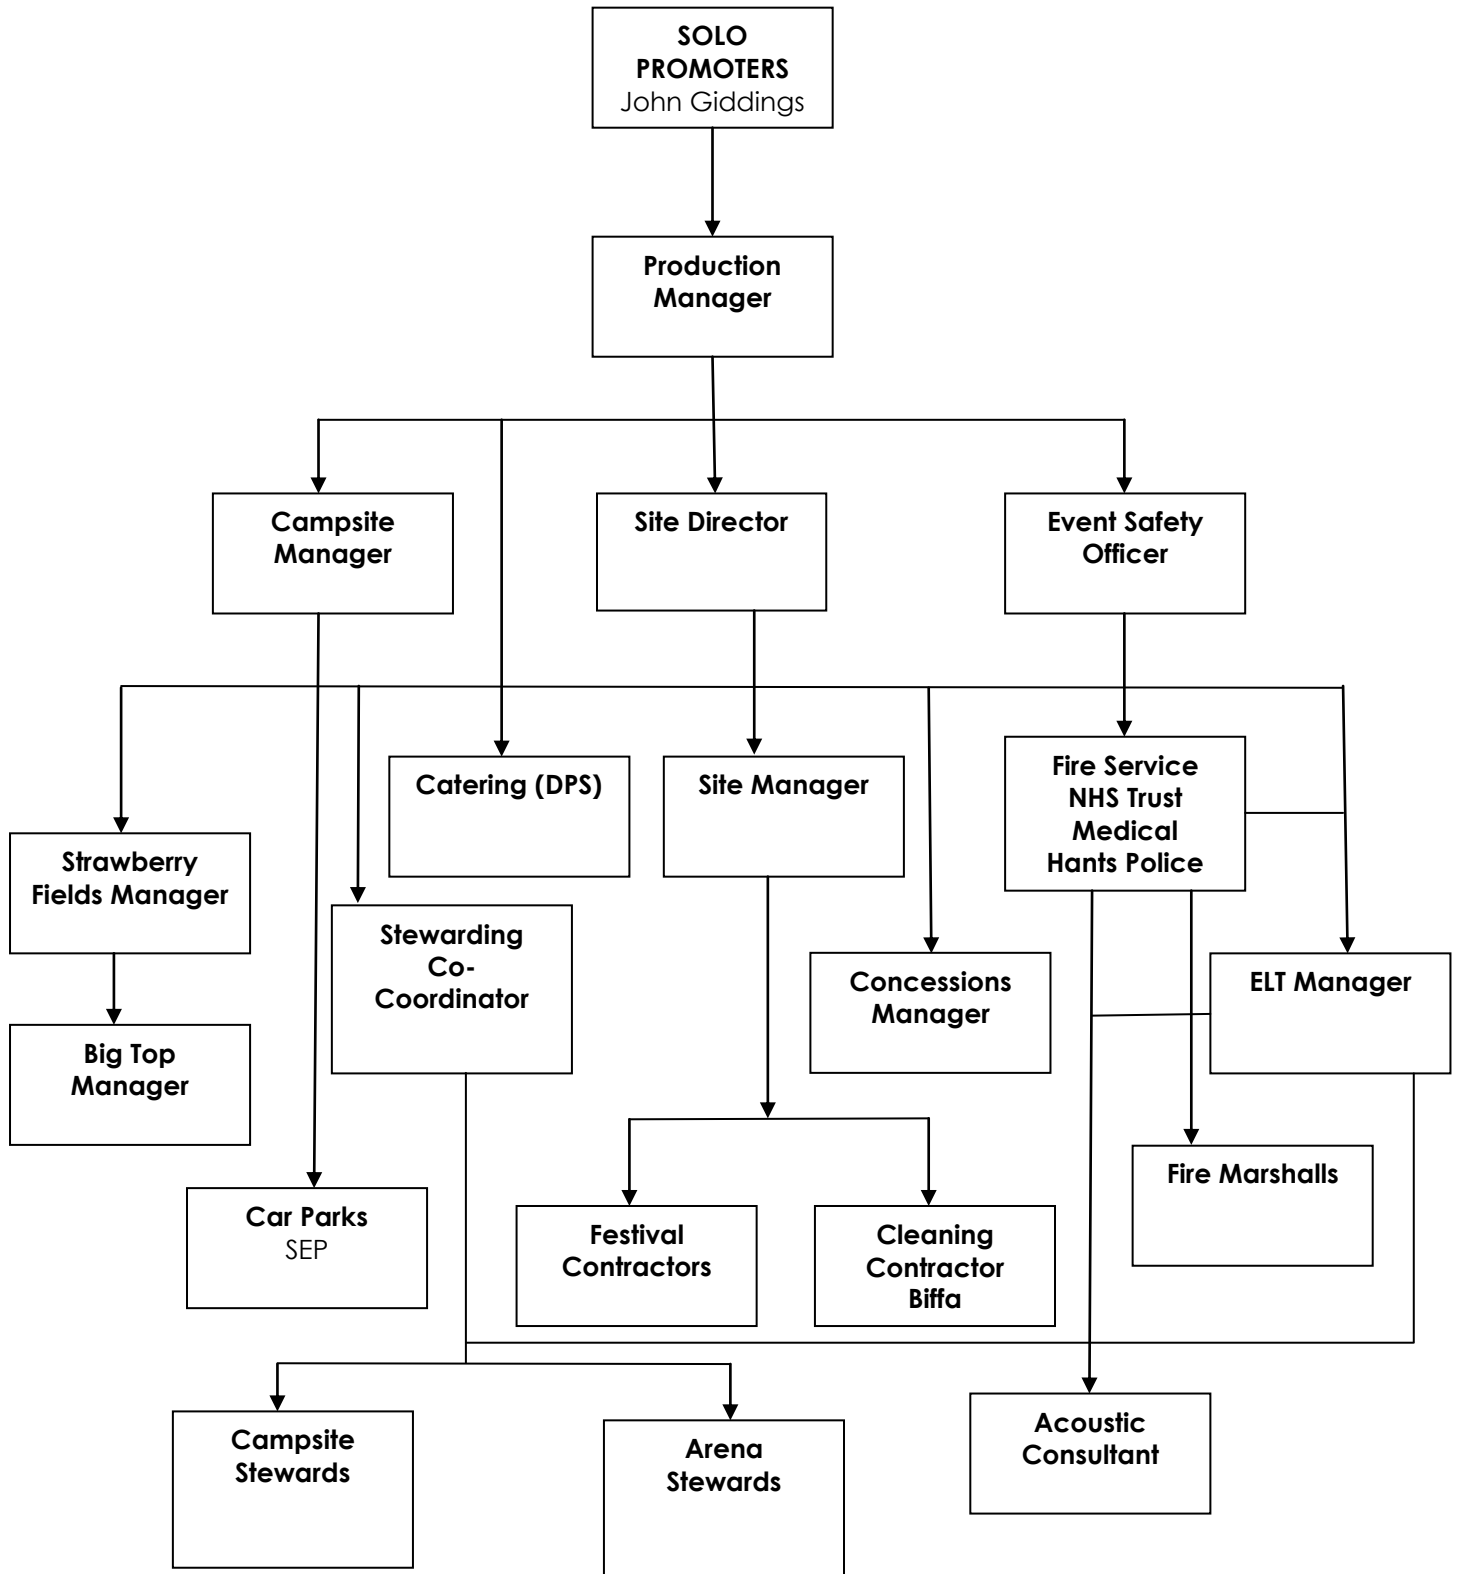 SOLO
PROMOTERS
John Giddings
Production
Manager
Campsite
Manager
Site Director
Event Safety
Officer
Catering (DPS)
Site Manager
Fire Service
NHS Trust
Medical
Hants Police
Strawberry
Fields Manager
Stewarding
Co-
Coordinator
Concessions
Manager
ELT Manager
Big Top
Manager
Fire Marshalls
Car Parks
SEP
Festival
Contractors
Cleaning
Contractor
Biffa
Campsite
Stewards
Arena
Stewards
Acoustic
Consultant